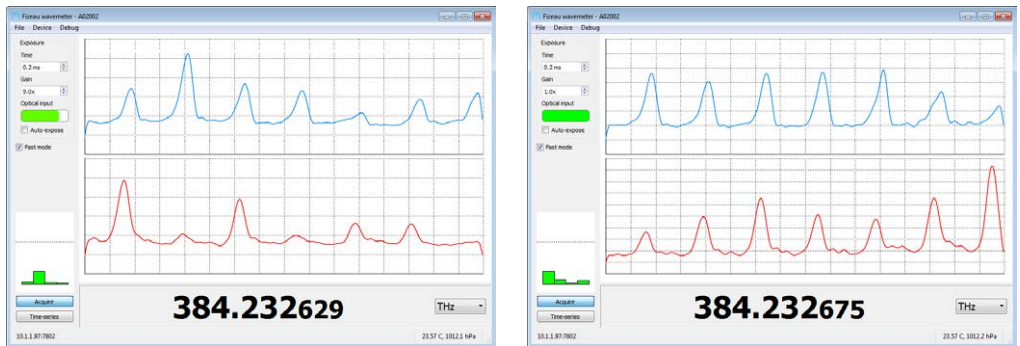 Fizeau wavemeter - A02002
File Device Debug
Exposure
Time
0.2 ms
Gain
9.0x
Optical input
Auto-expose
Fast mode
Acquire
Time-series
384.232629
THz
10.1.1.97:7802
23.57 C, 1012.1 hPa
Fizeau wavemeter - A02002
File Device Debug
Exposure
Time
0.2 ms
Gain
1.0x
Optical input
Auto-expose
Fast mode
Acquire
Time-series
384.232675
THz
10.1.1.97:7802
23.57 C, 1012.2 hPa